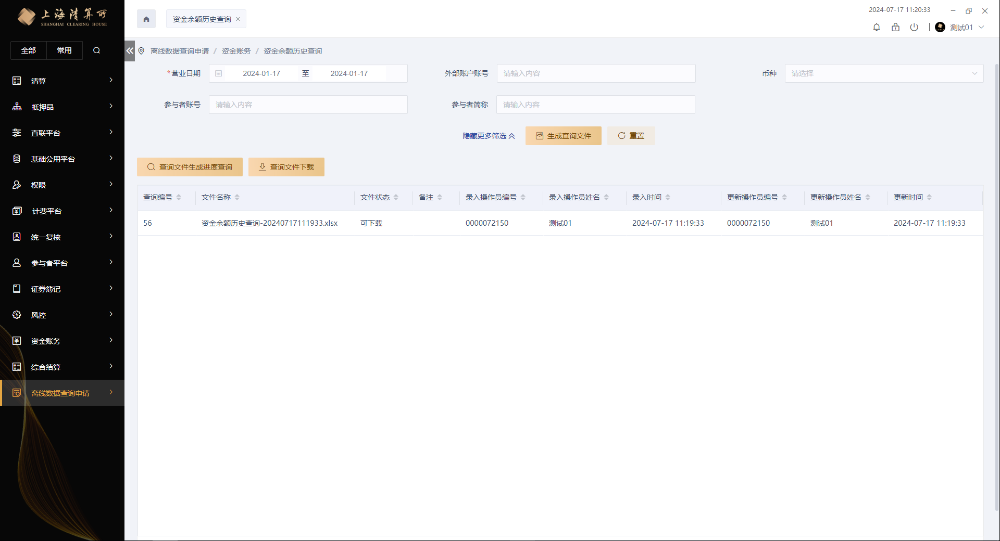 上海清算所
SHANGHAI CLEARING HOUSE
全部
常用
清算
抵押品
直联平台
基础公用平台
权限
计费平台
统一复核
参与者平台
证券簿记
风控
资金账务
综合结算
离线数据查询申请
资金余额历史查询 ×
2024-07-17 11:20:33
测试01
离线数据查询申请 / 资金账务 / 资金余额历史查询
*营业日期 2024-01-17 至 2024-01-17 外部账户账号 请输入内容 币种 请选择
参与者账号 请输入内容 参与者简称 请输入内容
隐藏更多筛选 生成查询文件 重置
查询文件生成进度查询 查询文件下载
查询编号 文件名称 文件状态 备注 录入操作员编号 录入操作员姓名 录入时间 更新操作员编号 更新操作员姓名 更新时间
56 资金余额历史查询-20240717111933.xlsx 可下载 0000072150 测试01 2024-07-17 11:19:33 0000072150 测试01 2024-07-17 11:19:33